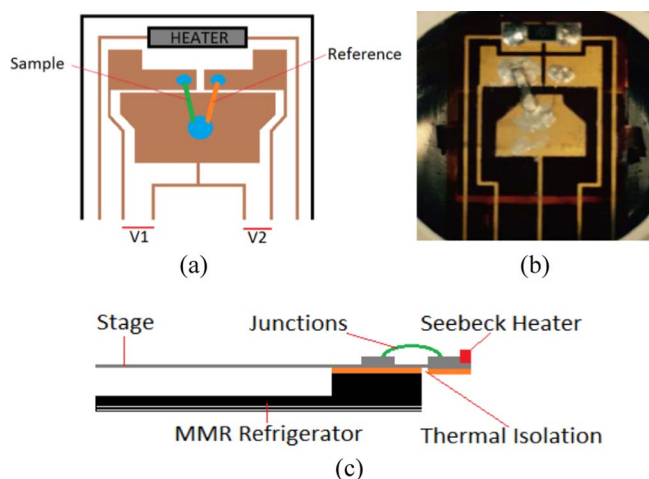 HEATER
Sample
Reference
V1
V2
(a)
(b)
Stage
Junctions
Seebeck Heater
MMR Refrigerator
Thermal Isolation
(c)